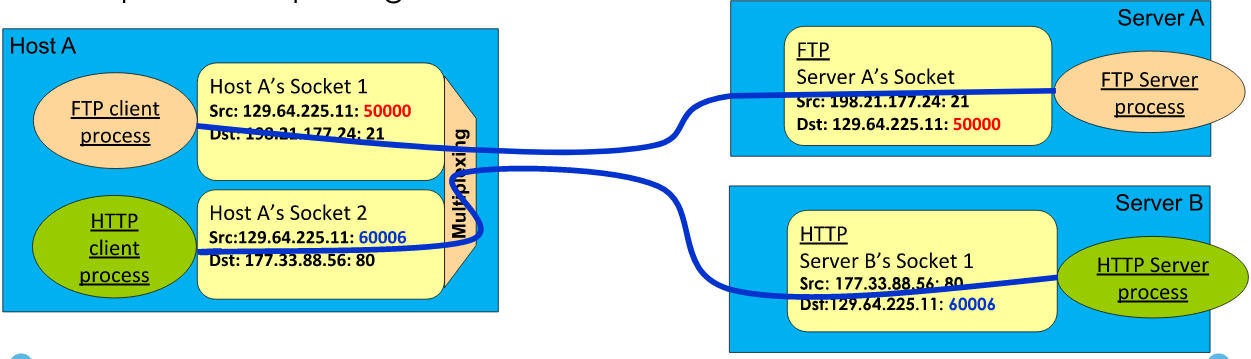 Host A
FTP client
process
Host A's Socket 1
Src: 129.64.225.11: 50000
Dst: 198.21.177.24: 21
HTTP
client
process
Host A's Socket 2
Src:129.64.225.11: 60006
Dst: 177.33.88.56: 80
Multiplexing
Server A
FTP
Server A's Socket
Src: 198.21.177.24: 21
Dst: 129.64.225.11: 50000
FTP Server
process
Server B
HTTP
Server B's Socket 1
Src: 177.33.88.56: 80
Dst:129.64.225.11: 60006
HTTP Server
process